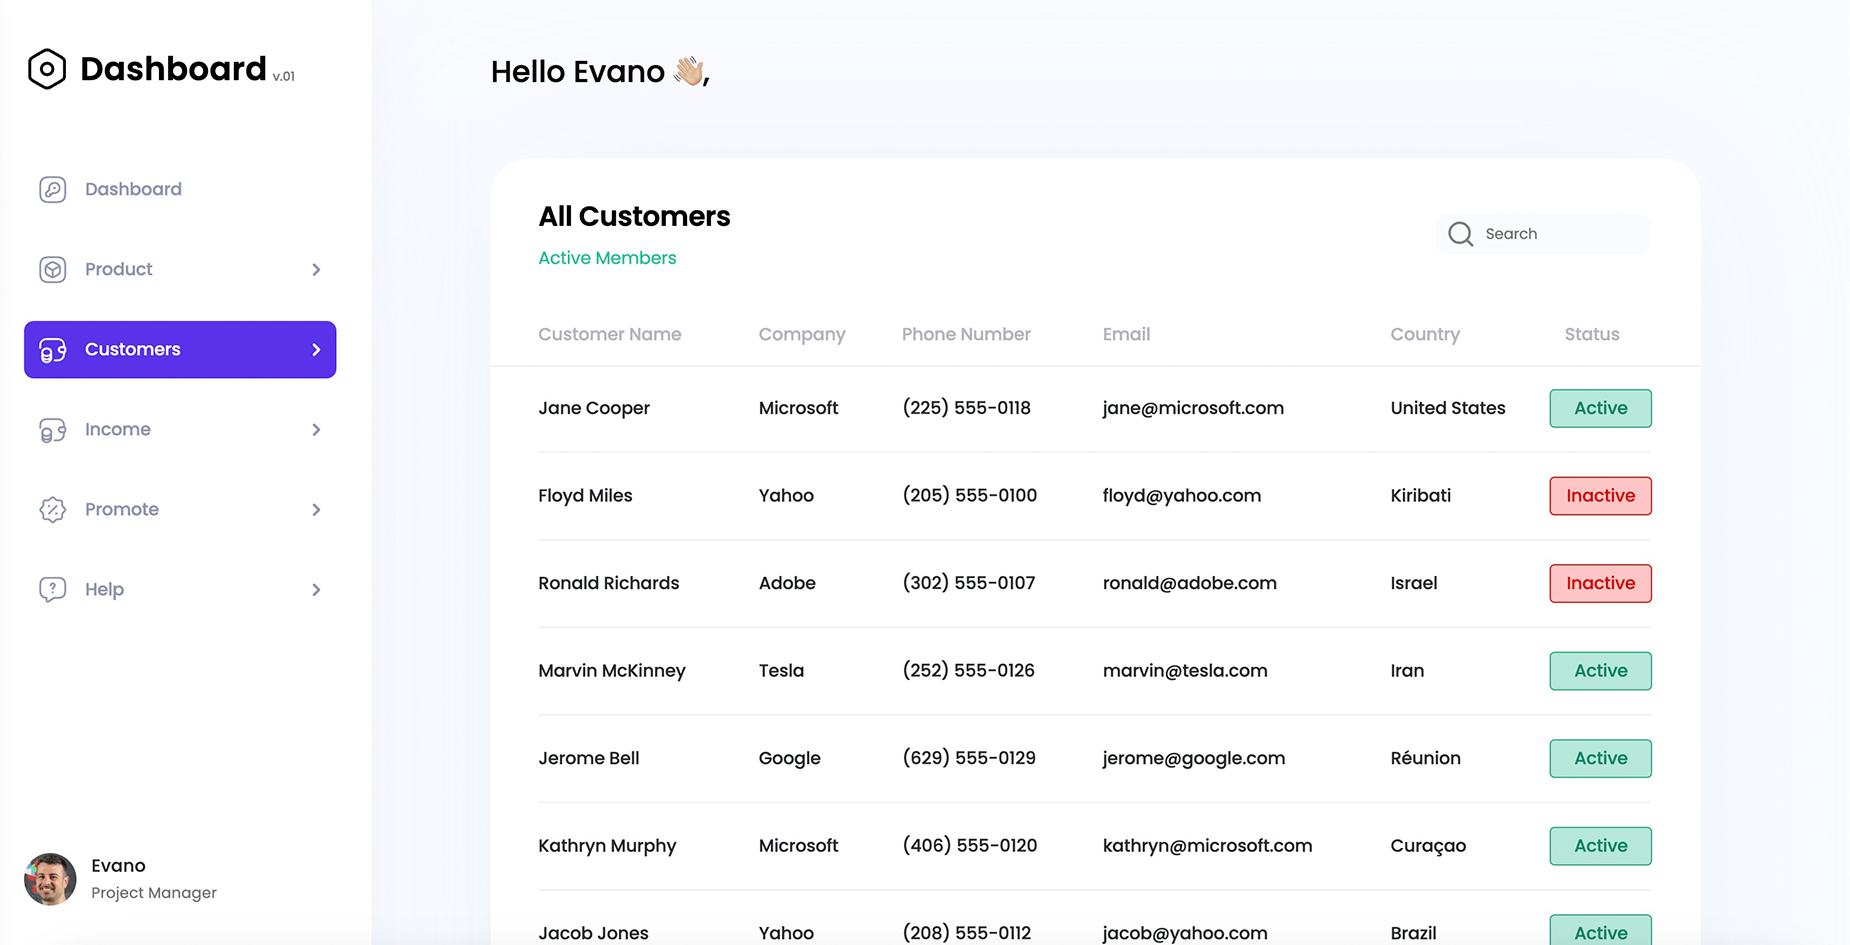 Dashboard v.01
Dashboard
Product
Customers
Income
Promote
Help
Evano
Project Manager
Hello Evano 👋🏼,
All Customers
Active Members
Search
Customer Name Company Phone Number Email Country Status
Jane Cooper Microsoft (225) 555-0118 jane@microsoft.com United States Active
Floyd Miles Yahoo (205) 555-0100 floyd@yahoo.com Kiribati Inactive
Ronald Richards Adobe (302) 555-0107 ronald@adobe.com Israel Inactive
Marvin McKinney Tesla (252) 555-0126 marvin@tesla.com Iran Active
Jerome Bell Google (629) 555-0129 jerome@google.com Réunion Active
Kathryn Murphy Microsoft (406) 555-0120 kathryn@microsoft.com Curaçao Active
Jacob Jones Yahoo (208) 555-0112 jacob@yahoo.com Brazil Active